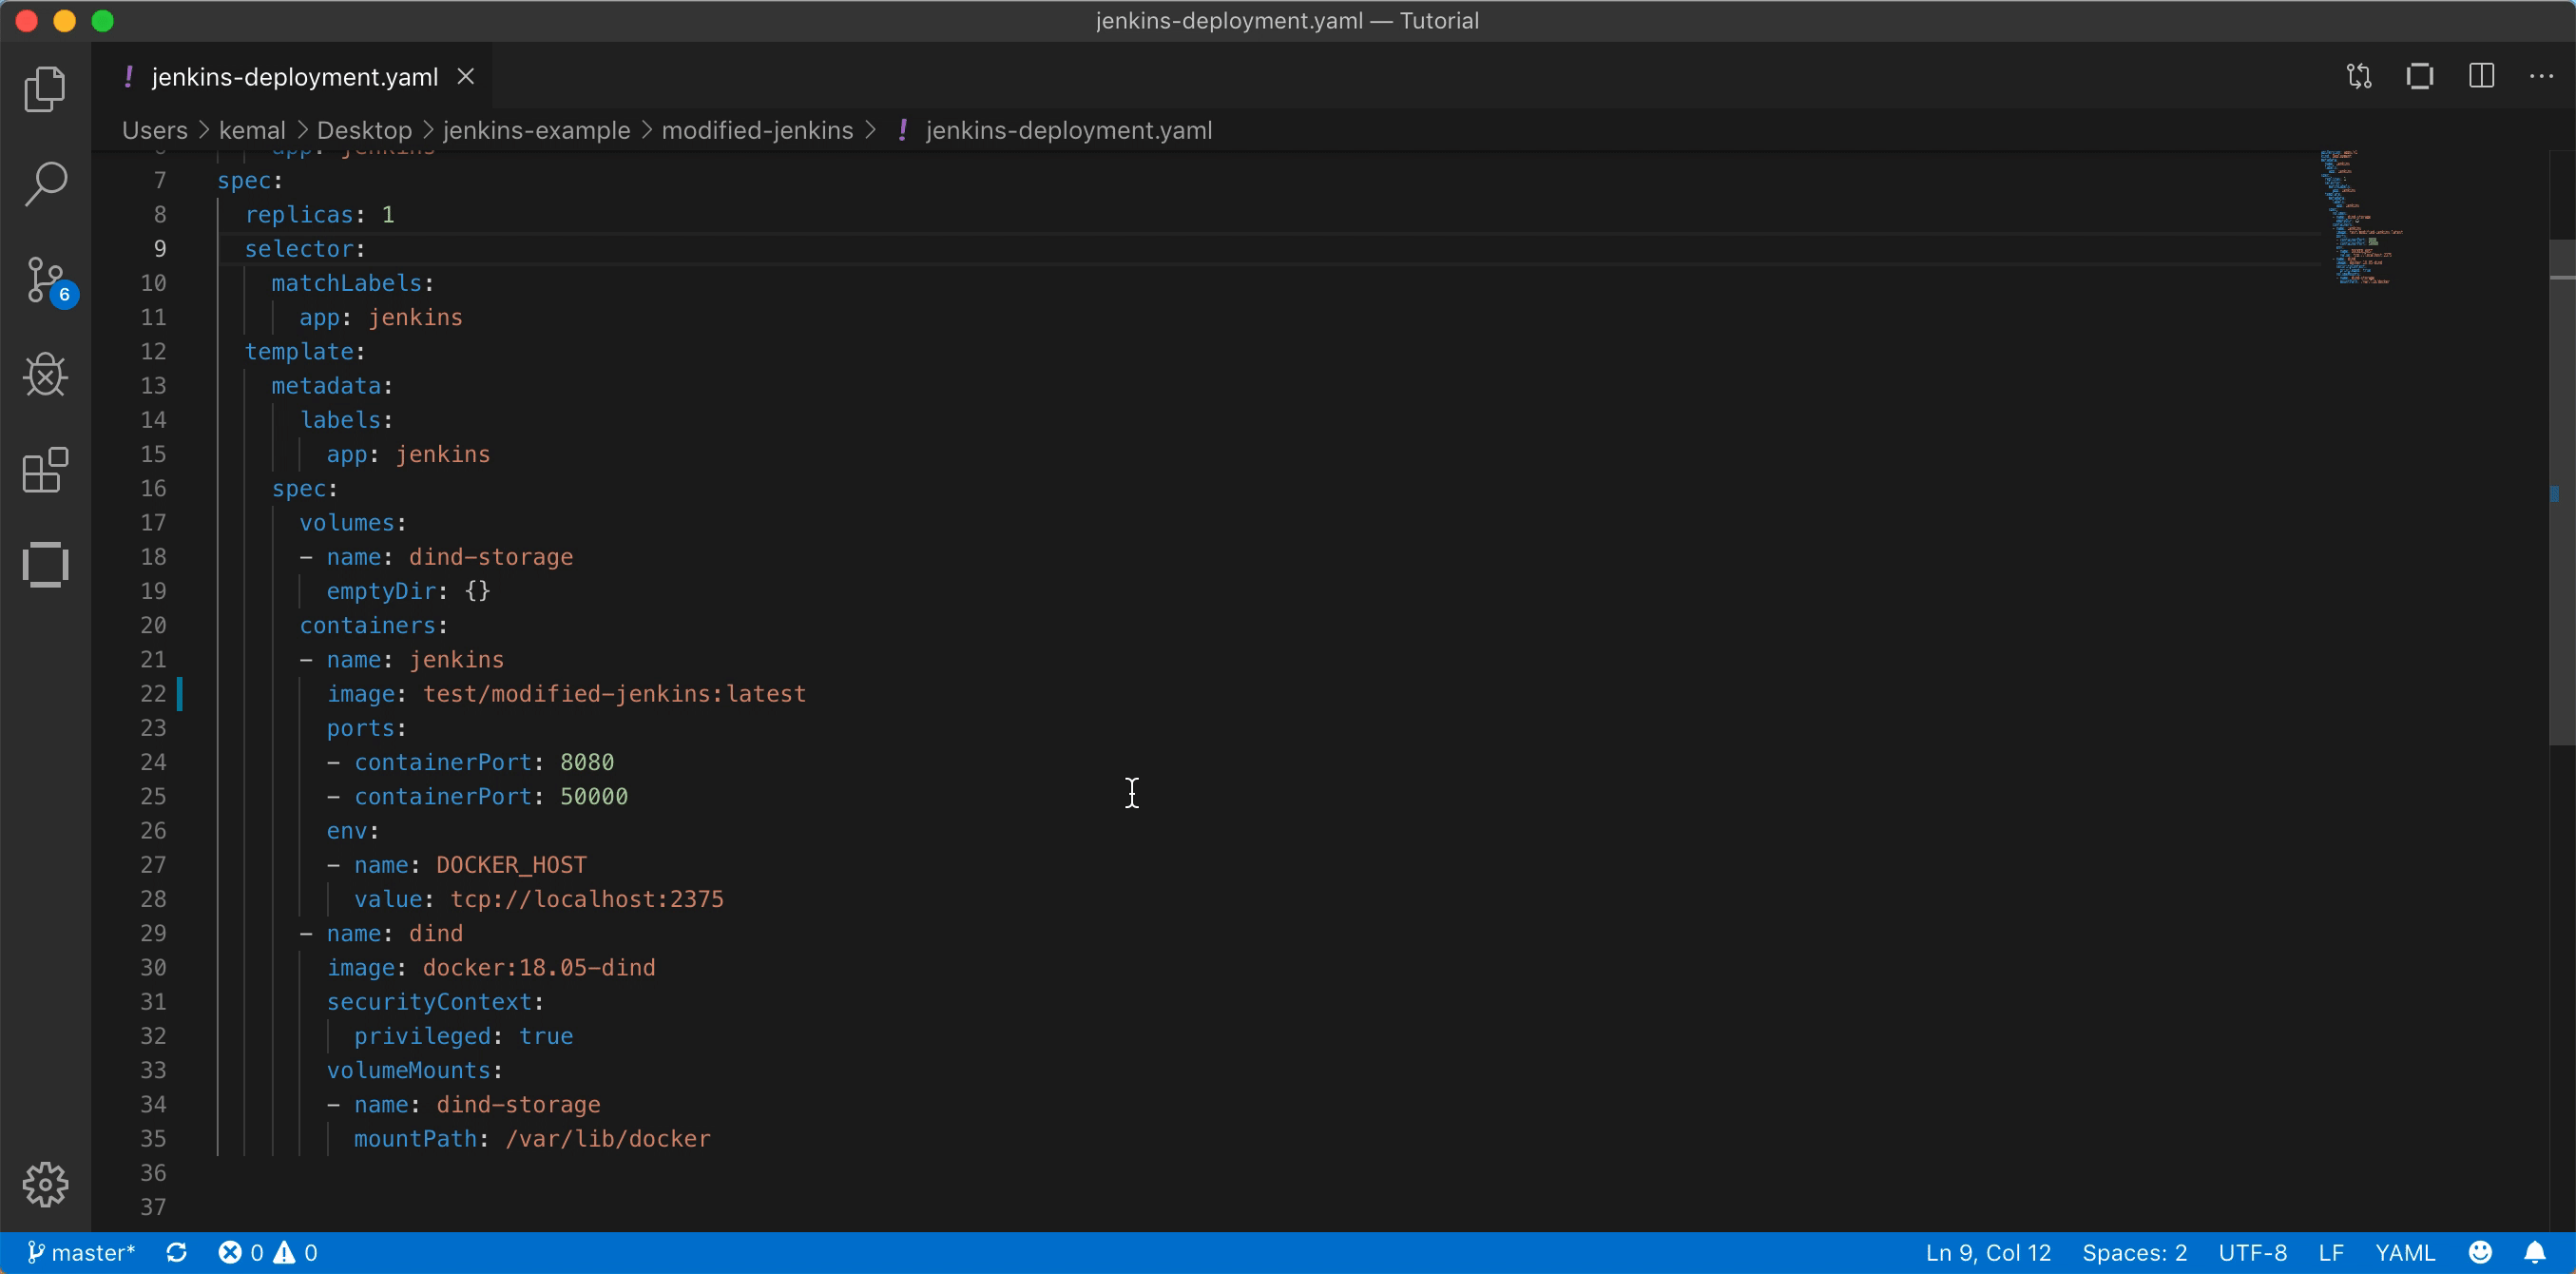 jenkins-deployment.yaml — Tutorial
! jenkins-deployment.yaml
Users > kemal > Desktop > jenkins-example > modified-jenkins > ! jenkins-deployment.yaml
6 app: jenkins
7 spec:
8 replicas: 1
9 selector:
10 matchLabels:
11 app: jenkins
12 template:
13 metadata:
14 labels:
15 app: jenkins
16 spec:
17 volumes:
18 - name: dind-storage
19 emptyDir: {}
20 containers:
21 - name: jenkins
22 image: test/modified-jenkins:latest
23 ports:
24 - containerPort: 8080
25 - containerPort: 50000
26 env:
27 - name: DOCKER_HOST
28 value: tcp://localhost:2375
29 - name: dind
30 image: docker:18.05-dind
31 securityContext:
32 privileged: true
33 volumeMounts:
34 - name: dind-storage
35 mountPath: /var/lib/docker
36
37
6
master* 0 0 Ln 9, Col 12 Spaces: 2 UTF-8 LF YAML